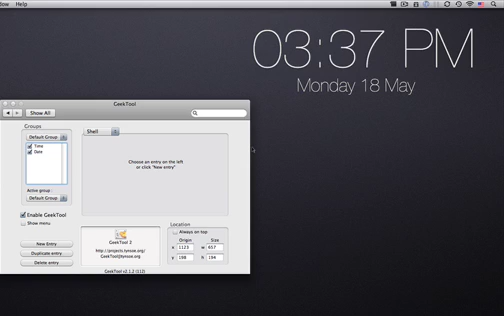 ow Help
03:37 PM
Monday 18 May
GeekTool
Show All
Groups
Default Group
Time
Date
Active group :
Default Group
Enable GeekTool
Show menu
New Entry
Duplicate entry
Delete entry
Shell
Choose an entry on the left
or click "New entry"
GeekTool 2
http://projects.tynsoe.org/
GeekTool@tynsoe.org
GeekTool v2.1.2 (112)
Location
Always on top
Origin Size
x 1123 w 657
y 198 h 194